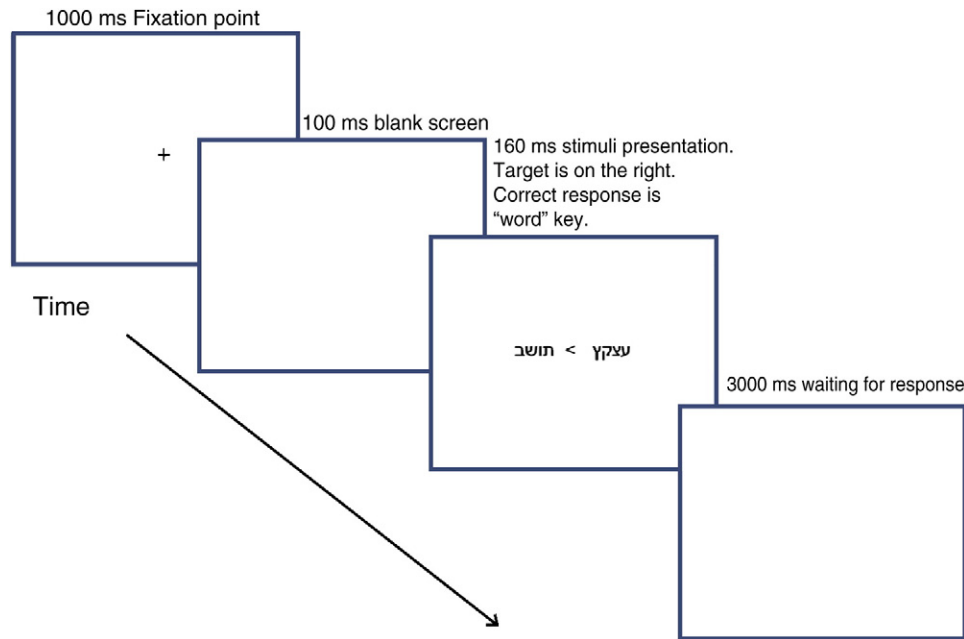 1000 ms Fixation point
+
100 ms blank screen
160 ms stimuli presentation.
Target is on the right.
Correct response is
“word” key.
עצקץ > תושב
3000 ms waiting for response
Time